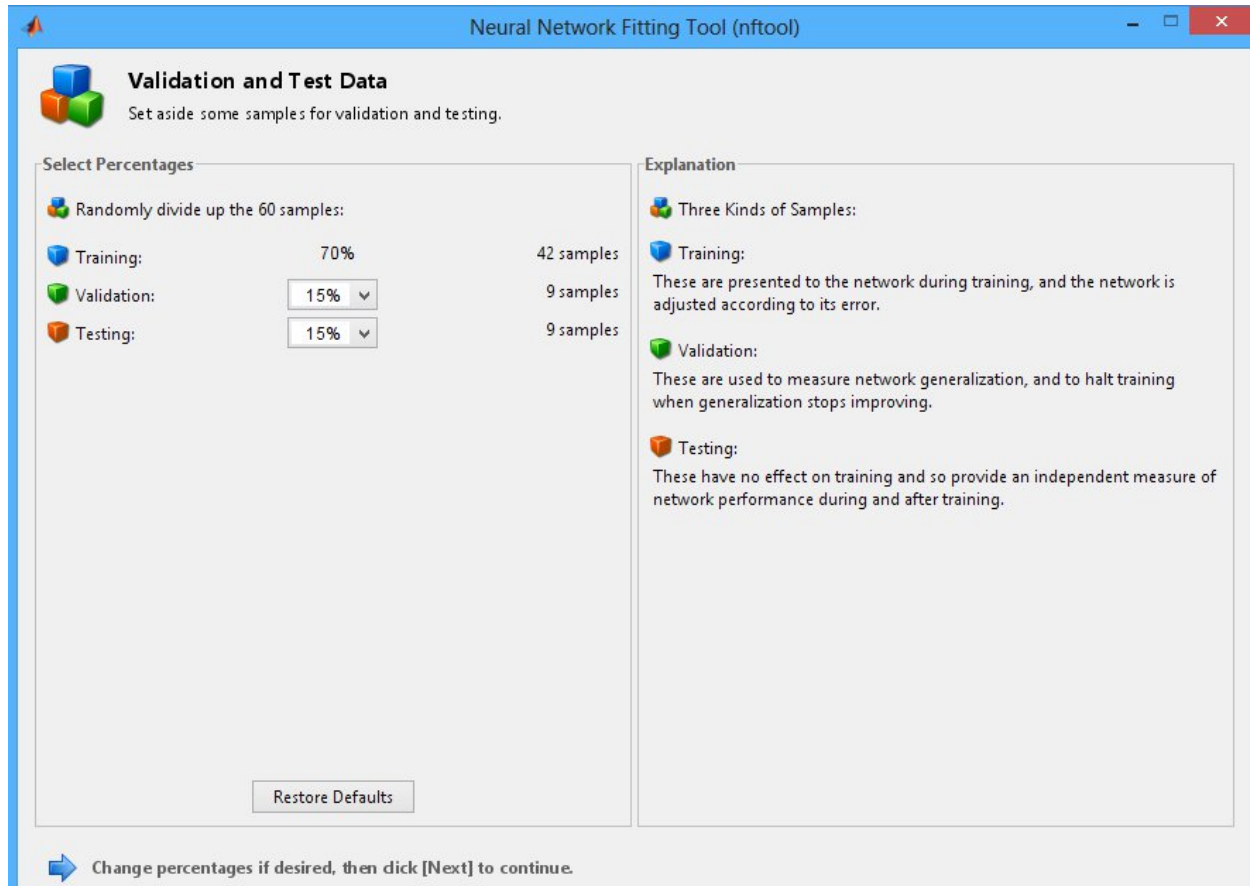 Neural Network Fitting Tool (nftool)
Validation and Test Data
Set aside some samples for validation and testing.
Select Percentages
Randomly divide up the 60 samples:
Training: 70% 42 samples
Validation: 15% 9 samples
Testing: 15% 9 samples
Restore Defaults
Explanation
Three Kinds of Samples:
Training:
These are presented to the network during training, and the network is
adjusted according to its error.
Validation:
These are used to measure network generalization, and to halt training
when generalization stops improving.
Testing:
These have no effect on training and so provide an independent measure of
network performance during and after training.
Change percentages if desired, then click [Next] to continue.